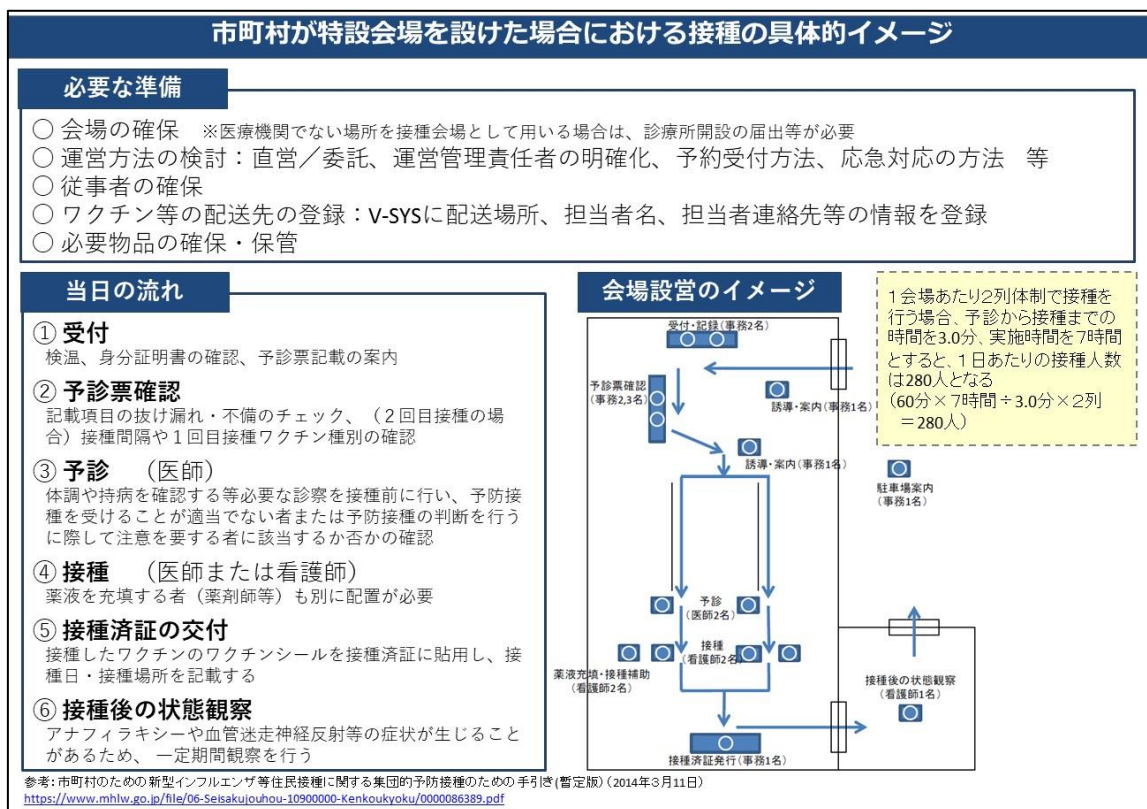 市町村が特設会場を設けた場合における接種の具体的イメージ
必要な準備
○ 会場の確保 ※医療機関でない場所を接種会場として用いる場合は、診療所開設の届出等が必要
○ 運営方法の検討：直営／委託、運営管理責任者の明確化、予約受付方法、応急対応の方法 等
○ 従事者の確保
○ ワクチン等の配送先の登録：V-SYSに配送場所、担当者名、担当者連絡先等の情報を登録
○ 必要物品の確保・保管
当日の流れ
① 受付
検温、身分証明書の確認、予診票記載の案内
② 予診票確認
記載項目の抜け漏れ・不備のチェック、（２回目接種の場
合）接種間隔や１回目接種ワクチン種別の確認
③ 予診 （医師）
体調や持病を確認する等必要な診察を接種前に行い、予防接
種を受けることが適当でない者または予防接種の判断を行う
に際して注意を要する者に該当するか否かの確認
④ 接種 （医師または看護師）
薬液を充填する者（薬剤師等）も別に配置が必要
⑤ 接種済証の交付
接種したワクチンのワクチンシールを接種済証に貼用し、接
種日・接種場所を記載する
⑥ 接種後の状態観察
アナフィラキシーや血管迷走神経反射等の症状が生じること
があるため、一定期間観察を行う
会場設営のイメージ
受付・記録(事務2名)
予診票確認
(事務2,3名)
誘導・案内(事務1名)
誘導・案内(事務1名)
駐車場案内
(事務1名)
予診
(医師2名)
接種
(看護師2名)
薬液充填・接種補助
(看護師2名)
接種後の状態観察
(看護師1名)
接種済証発行(事務1名)
１会場あたり２列体制で接種を
行う場合、予診から接種までの
時間を3.0分、実施時間を７時間
とすると、１日あたりの接種人数
は280人となる
（60分×７時間÷3.0分×２列
＝280人）
参考：市町村のための新型インフルエンザ等住民接種に関する集団的予防接種のための手引き(暫定版)（2014年３月11日）
https://www.mhlw.go.jp/file/06-Seisakujouhou-10900000-Kenkoukyoku/0000086389.pdf